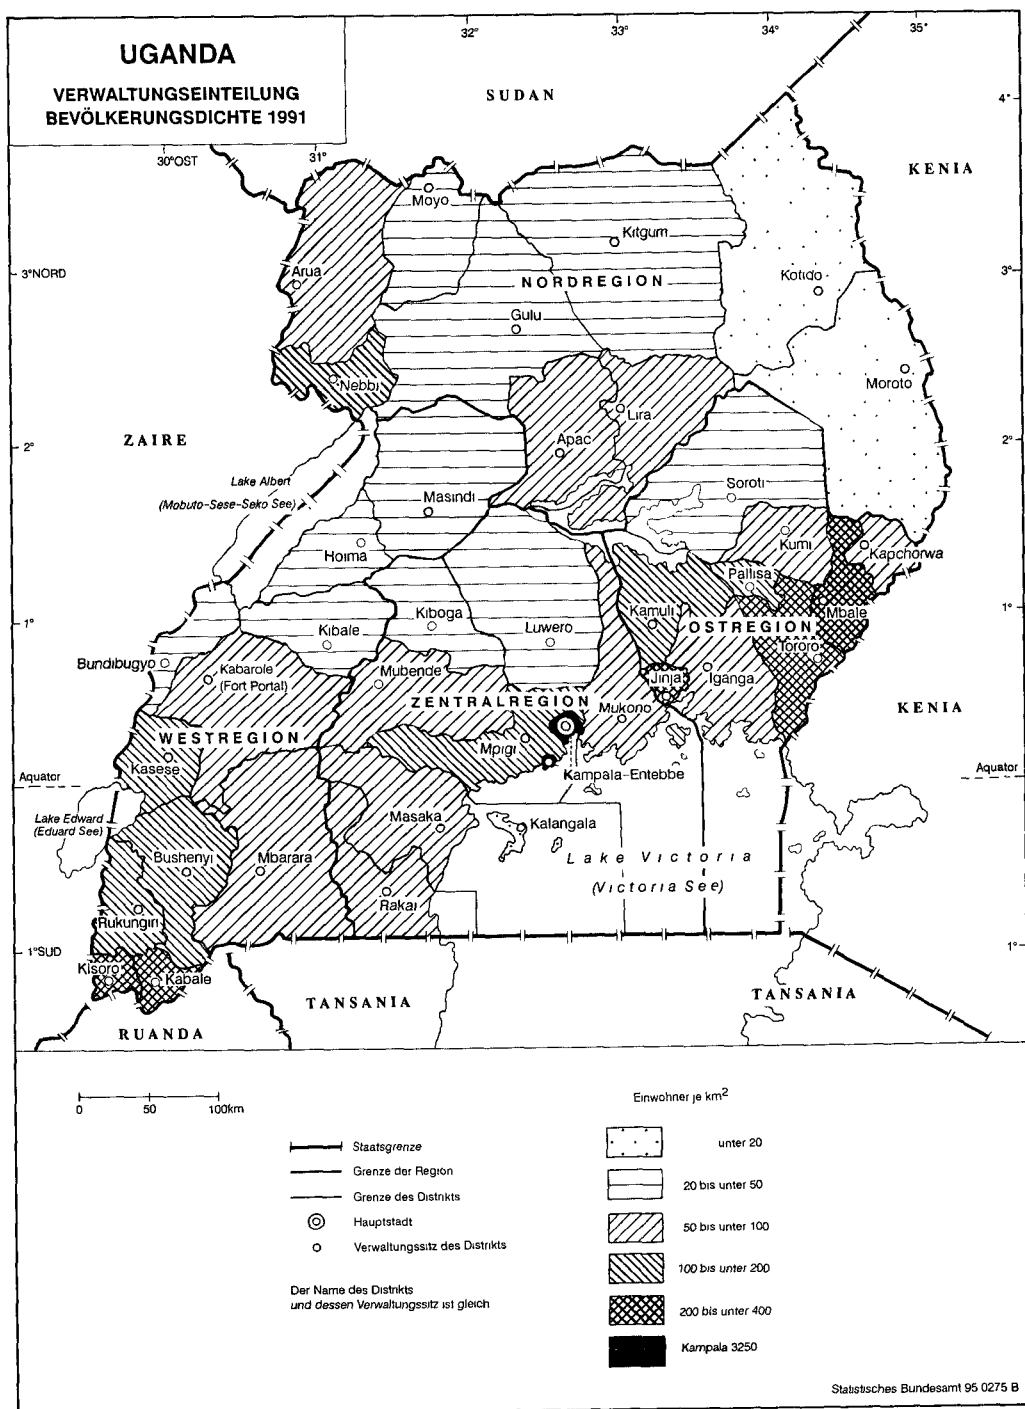 UGANDA
VERWALTUNGSEINTEILUNG
BEVÖLKERUNGSDICHTE 1991
32°
33°
34°
35°
SUDAN
4°
30°OST
31°
KENIA
Moyo
Kitgum
3°NORD
Arua
Kotido
3°
NORDREGION
Gulu
Nebbi
Moroto
Lira
ZAIRE
2°
Apac
2°
Lake Albert
(Mobuto-Sese-Seko See)
Masindi
Soroti
Hoima
Kumi
Kapchorwa
Pallisa
1°
1°
Kiboga
Kamuli
Mbale
Kibale
Luwero
OSTREGION
Bundibugyo
Tororo
Kabarole
(Fort Portal)
Mubende
Jinja
Iganga
ZENTRALREGION
Mukono
KENIA
WESTREGION
Mpigi
Kasese
Kampala-Entebbe
Aquator
Aquator
Lake Edward
(Eduard See)
Masaka
Kalangala
Bushenyi
Mbarara
Lake Victoria
(Victoria See)
Rakai
Rukungiri
1°SUD
1°
Kisoro
Kabale
TANSANIA
TANSANIA
RUANDA
0 50 100km
Einwohner je km²
Staatsgrenze
Grenze der Region
Grenze des Distrikts
Hauptstadt
Verwaltungssitz des Distrikts
Der Name des Distrikts
und dessen Verwaltungssitz ist gleich
unter 20
20 bis unter 50
50 bis unter 100
100 bis unter 200
200 bis unter 400
Kampala 3250
Statistisches Bundesamt 95 0275 B